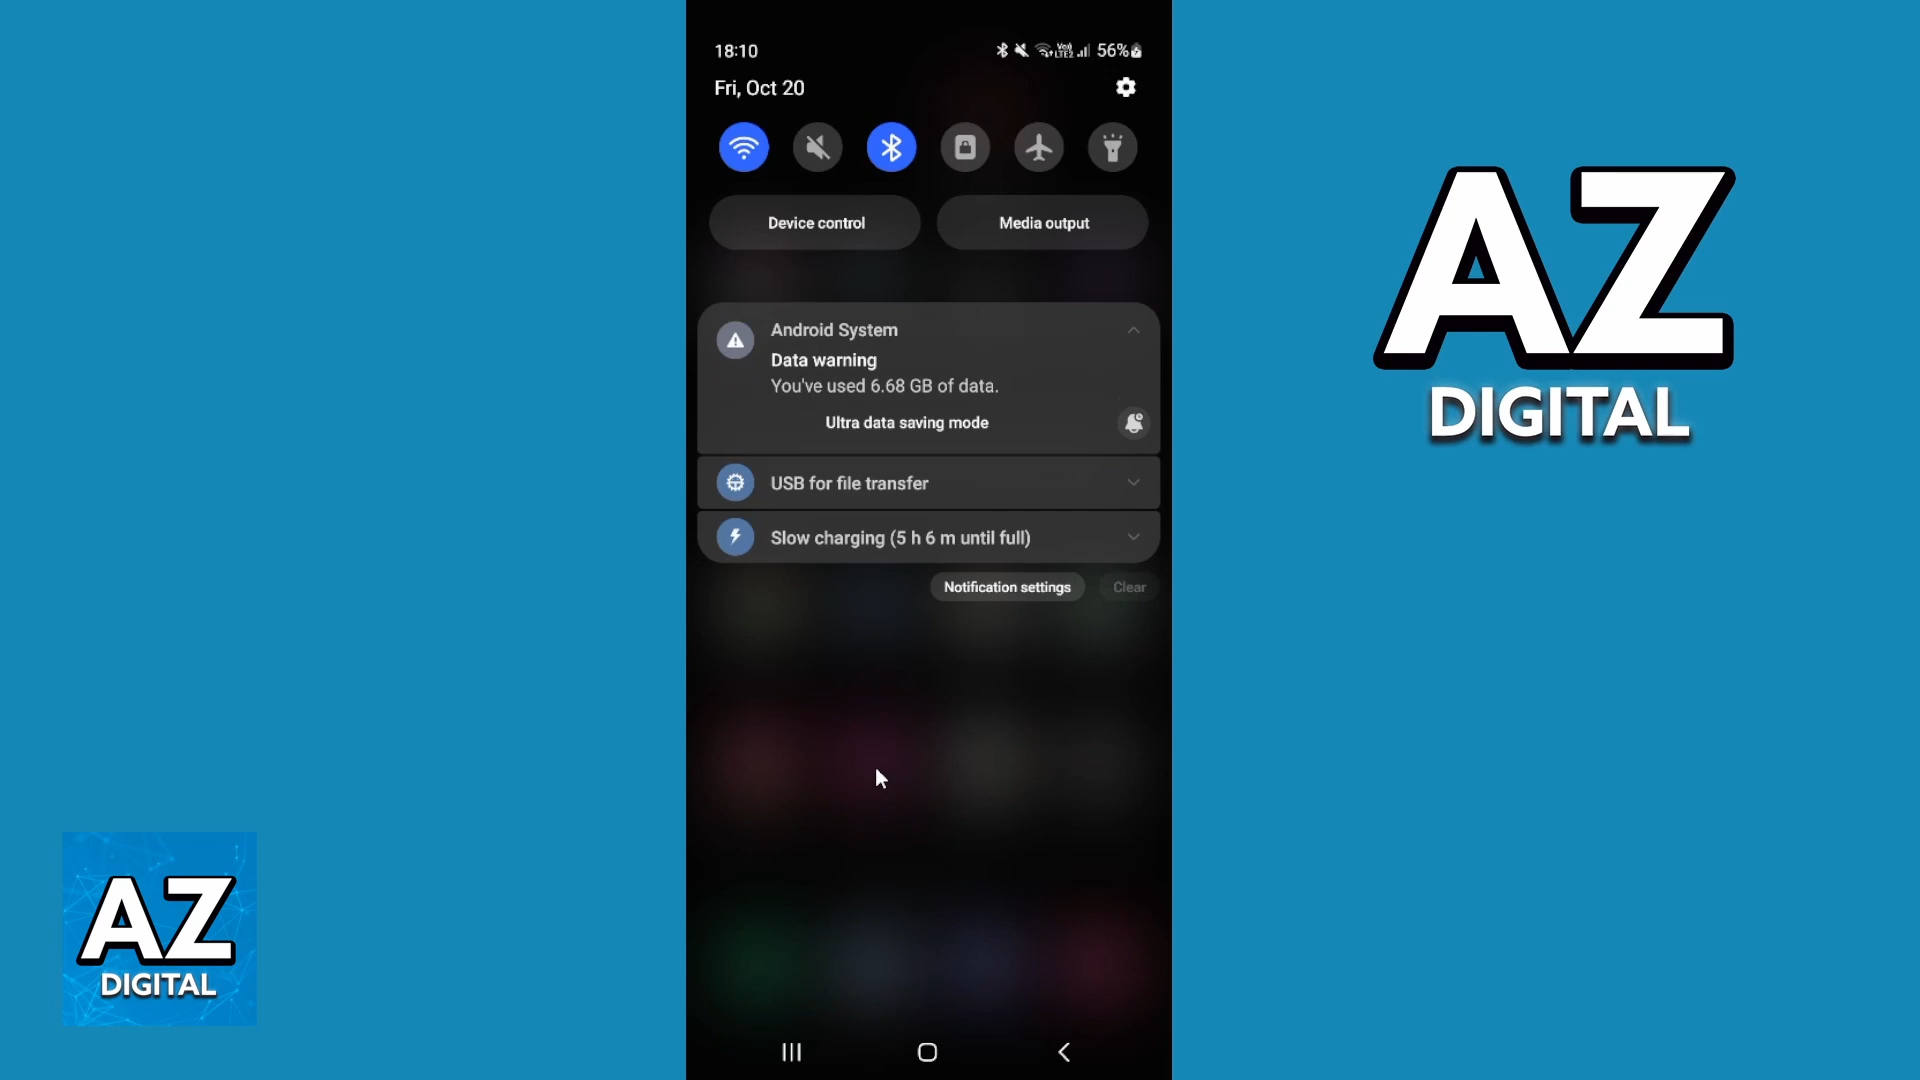 18:10
56%
Fri, Oct 20
Device control
Media output
Android System
Data warning
You've used 6.68 GB of data.
Ultra data saving mode
USB for file transfer
Slow charging (5 h 6 m until full)
Notification settings
Clear
AZ
DIGITAL
AZ
DIGITAL